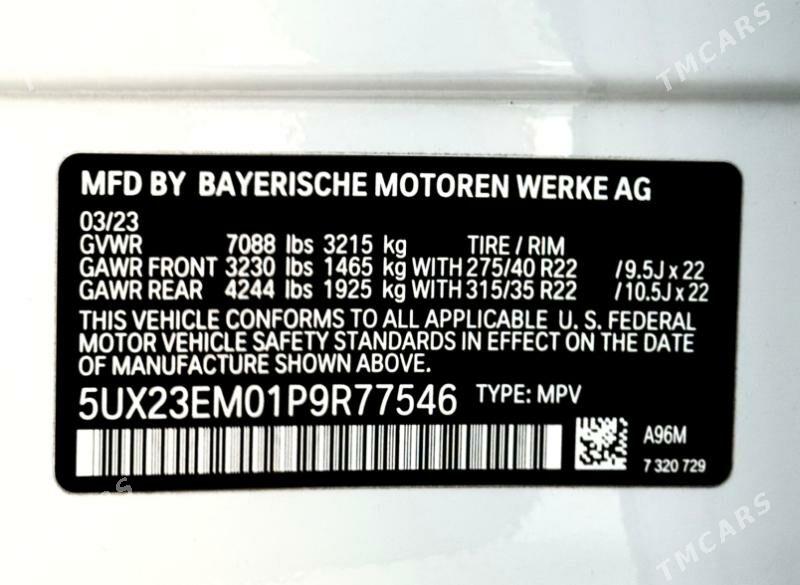 TMCARS
MFD BY BAYERISCHE MOTOREN WERKE AG
03/23
GVWR 7088 lbs 3215 kg TIRE / RIM
GAWR FRONT 3230 lbs 1465 kg WITH 275/40 R22 /9.5J x 22
GAWR REAR 4244 lbs 1925 kg WITH 315/35 R22 /10.5J x 22
THIS VEHICLE CONFORMS TO ALL APPLICABLE U. S. FEDERAL
MOTOR VEHICLE SAFETY STANDARDS IN EFFECT ON THE DATE
OF MANUFACTURE SHOWN ABOVE.
5UX23EM01P9R77546 TYPE: MPV
A96M
7 320 729
TMCARS